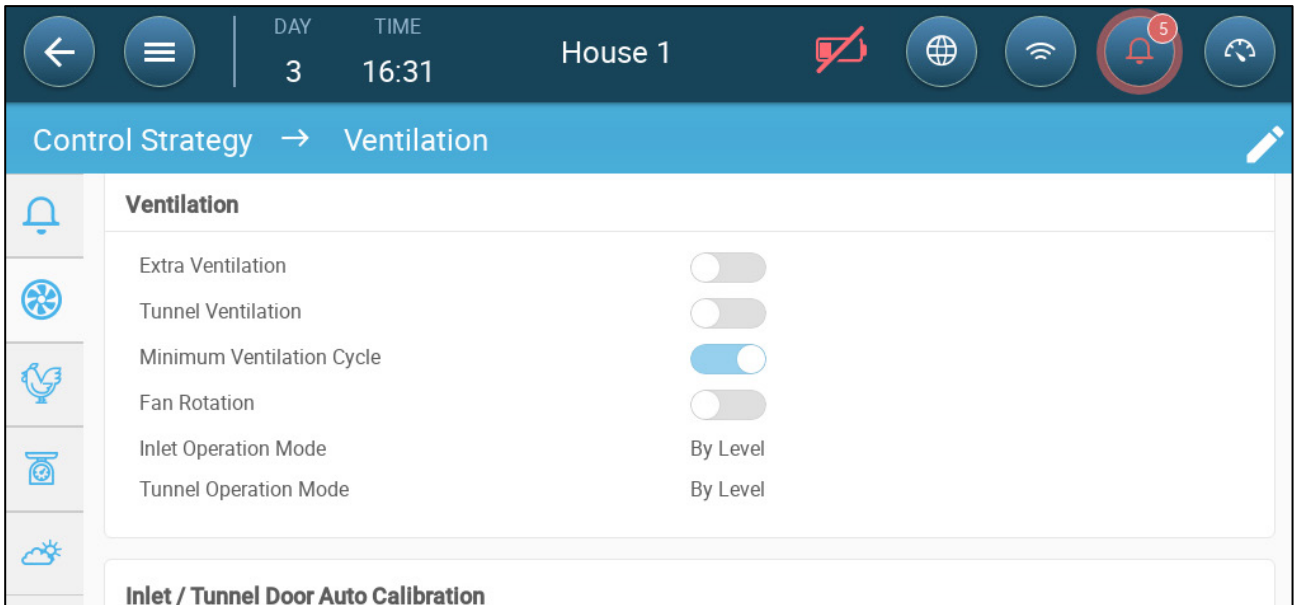 DAY TIME
3 16:31
House 1
5
Control Strategy → Ventilation
Ventilation
Extra Ventilation
Tunnel Ventilation
Minimum Ventilation Cycle
Fan Rotation
Inlet Operation Mode By Level
Tunnel Operation Mode By Level
Inlet / Tunnel Door Auto Calibration